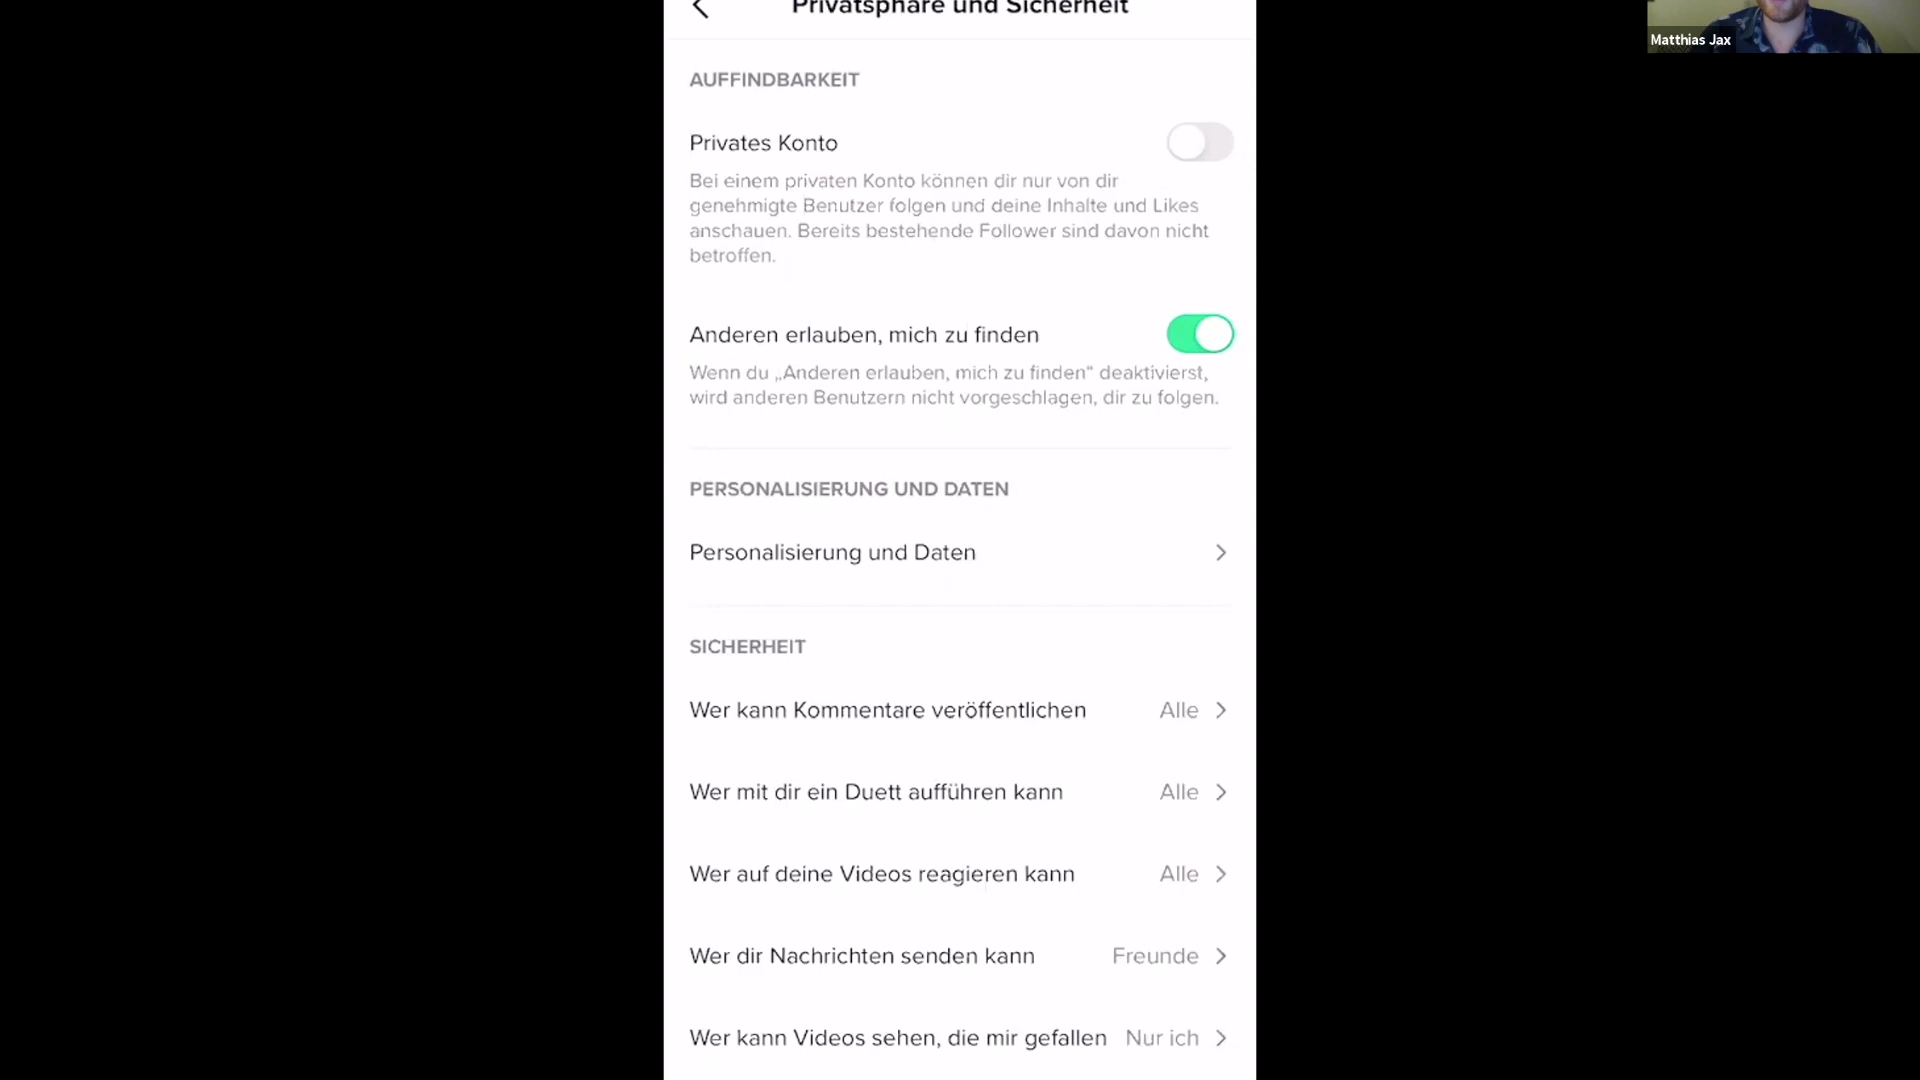 Privatsphäre und Sicherheit
Matthias Jax
AUFFINDBARKEIT
Privates Konto
Bei einem privaten Konto können dir nur von dir
genehmigte Benutzer folgen und deine Inhalte und Likes
anschauen. Bereits bestehende Follower sind davon nicht
betroffen.
Anderen erlauben, mich zu finden
Wenn du „Anderen erlauben, mich zu finden“ deaktivierst,
wird anderen Benutzern nicht vorgeschlagen, dir zu folgen.
PERSONALISIERUNG UND DATEN
Personalisierung und Daten
SICHERHEIT
Wer kann Kommentare veröffentlichen Alle
Wer mit dir ein Duett aufführen kann Alle
Wer auf deine Videos reagieren kann Alle
Wer dir Nachrichten senden kann Freunde
Wer kann Videos sehen, die mir gefallen Nur ich